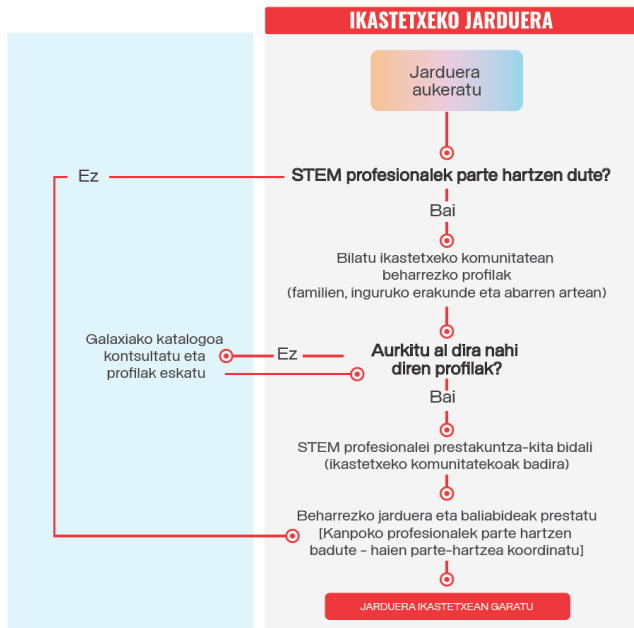 IKASTETXEKO JARDUERA
Jarduera
aukeratu
STEM profesionalek parte hartzen dute?
Ez
Bai
Bilatu ikastetxeko komunitatean
beharrezko profilak
(familien, inguruko erakunde eta abarren artean)
Aurkitu al dira nahi
diren profilak?
Ez
Galaxiako katalogoa
kontsultatu eta
profilak eskatu
Bai
STEM profesionalei prestakuntza-kita bidali
(ikastetxeko komunitatekoak badira)
Beharrezko jarduera eta baliabideak prestatu
[Kanpoko profesionalek parte hartzen
badute - haien parte-hartzea koordinatu]
JARDUERA IKASTETXEAN GARATU